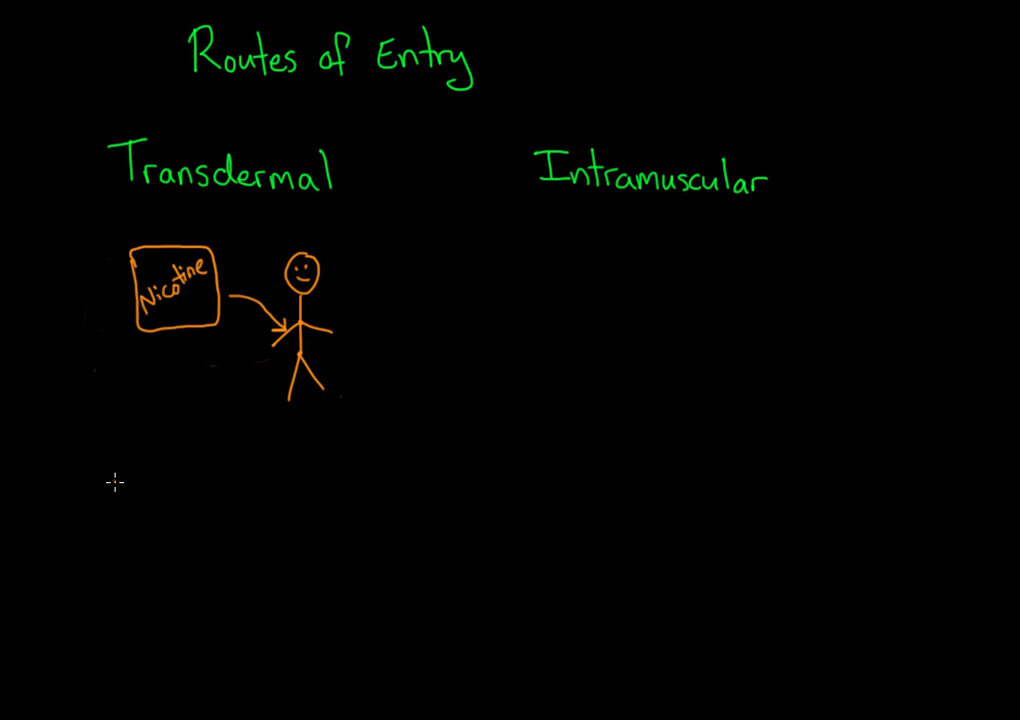 Routes of Entry
Transdermal
Intramuscular
Nicotine